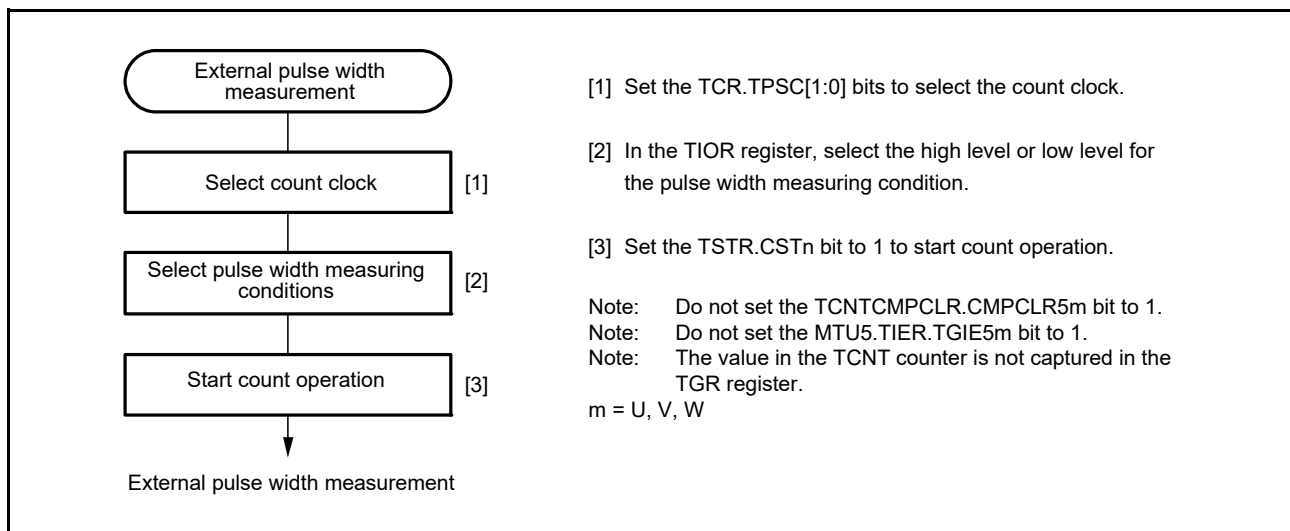 External pulse width
measurement
Select count clock
[1]
Select pulse width measuring
conditions
[2]
Start count operation
[3]
External pulse width measurement
[1] Set the TCR.TPSC[1:0] bits to select the count clock.
[2] In the TIOR register, select the high level or low level for
the pulse width measuring condition.
[3] Set the TSTR.CSTn bit to 1 to start count operation.
Note: Do not set the TCNTCMPCLR.CMPCLR5m bit to 1.
Note: Do not set the MTU5.TIER.TGIE5m bit to 1.
Note: The value in the TCNT counter is not captured in the
TGR register.
m = U, V, W